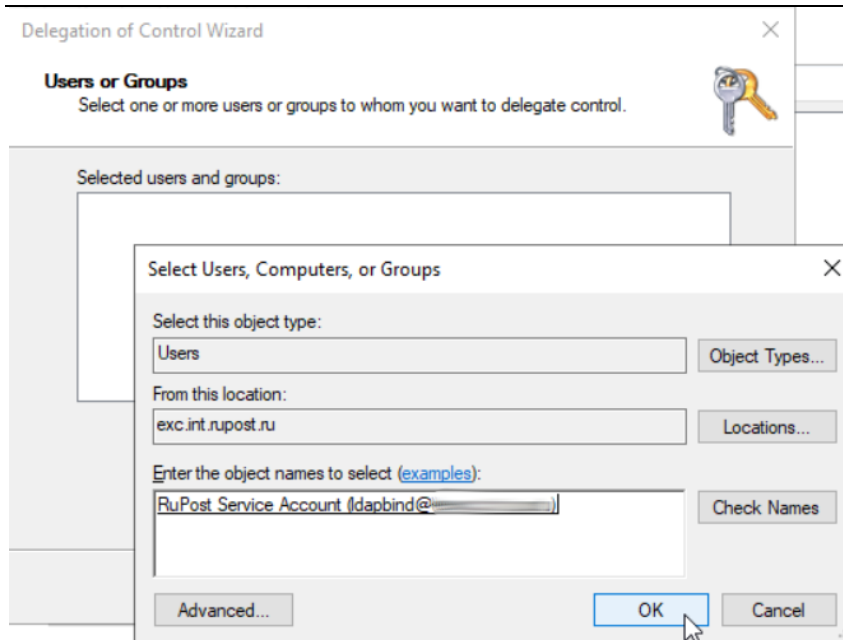 Delegation of Control Wizard
Users or Groups
Select one or more users or groups to whom you want to delegate control.
Selected users and groups:
Select Users, Computers, or Groups
Select this object type:
Users
Object Types...
From this location:
exc.int.rupost.ru
Locations...
Enter the object names to select (examples):
RuPost Service Account (ldapbind@ )
Check Names
Advanced...
OK
Cancel